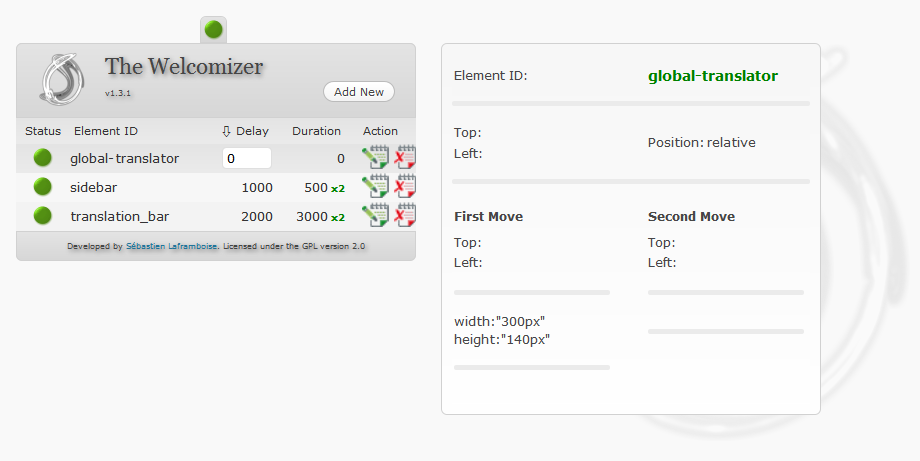 The Welcomizer
v1.3.1
Add New
Status Element ID ⇩ Delay Duration Action
global-translator 0 0
sidebar 1000 500 x2
translation_bar 2000 3000 x2
Developed by Sébastien Laframboise. Licensed under the GPL version 2.0
Element ID: global-translator
Top:
Left:
Position: relative
First Move Second Move
Top: Top:
Left: Left:
width:"300px"
height:"140px"